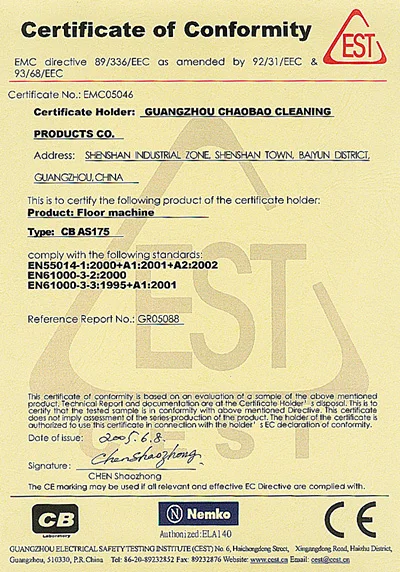 Certificate of Conformity
EST
EMC directive 89/336/EEC as amended by 92/31/EEC &
93/68/EEC
Certificate No.: EMC05046
Certificate Holder: GUANGZHOU CHAOBAO CLEANING
PRODUCTS CO.
Address: SHENSHAN INDUSTRIAL ZONE, SHENSHAN TOWN, BAIYUN DISTRICT,
GUANGZHOU, CHINA
This is to certify the following product of the certificate holder:
Product: Floor machine
Type: CB AS175
comply with the following standards:
EN55014-1:2000+A1:2001+A2:2002
EN61000-3-2:2000
EN61000-3-3:1995+A1:2001
Reference Report No.: GR05088
EST
CEST
This certificate of conformity is based on an evaluation of a sample of the above mentioned
product. Technical Report and documentation are at the Certificate Holder's disposal. This is to
certify that the tested sample is in conformity with above mentioned Directive. This certificate
does not imply assessment of the series-production of the product. The holder of the certificate is
authorized to use this certificate in connection with the holder's EC declaration of conformity.
Date of issue: 2005.6.8.
Chenshaozhong
Signature:
CHEN Shaozhong
The CE marking may be used if all relevant and effective EC Directive are complied with.
CB
Laboratory
N Nemko
Authorized:ELA140
CE
GUANGZHOU ELECTRICAL SAFETY TESTING INSTITUTE (CEST) No. 6, Haichongdeng Street, Xingangdong Road, Haizhu District,
Guangzhou, 510330, P.R. China Tel: 86-20-89232852 Fax: 89232876 Website: www.cest.cn Email: cest@cest.cn